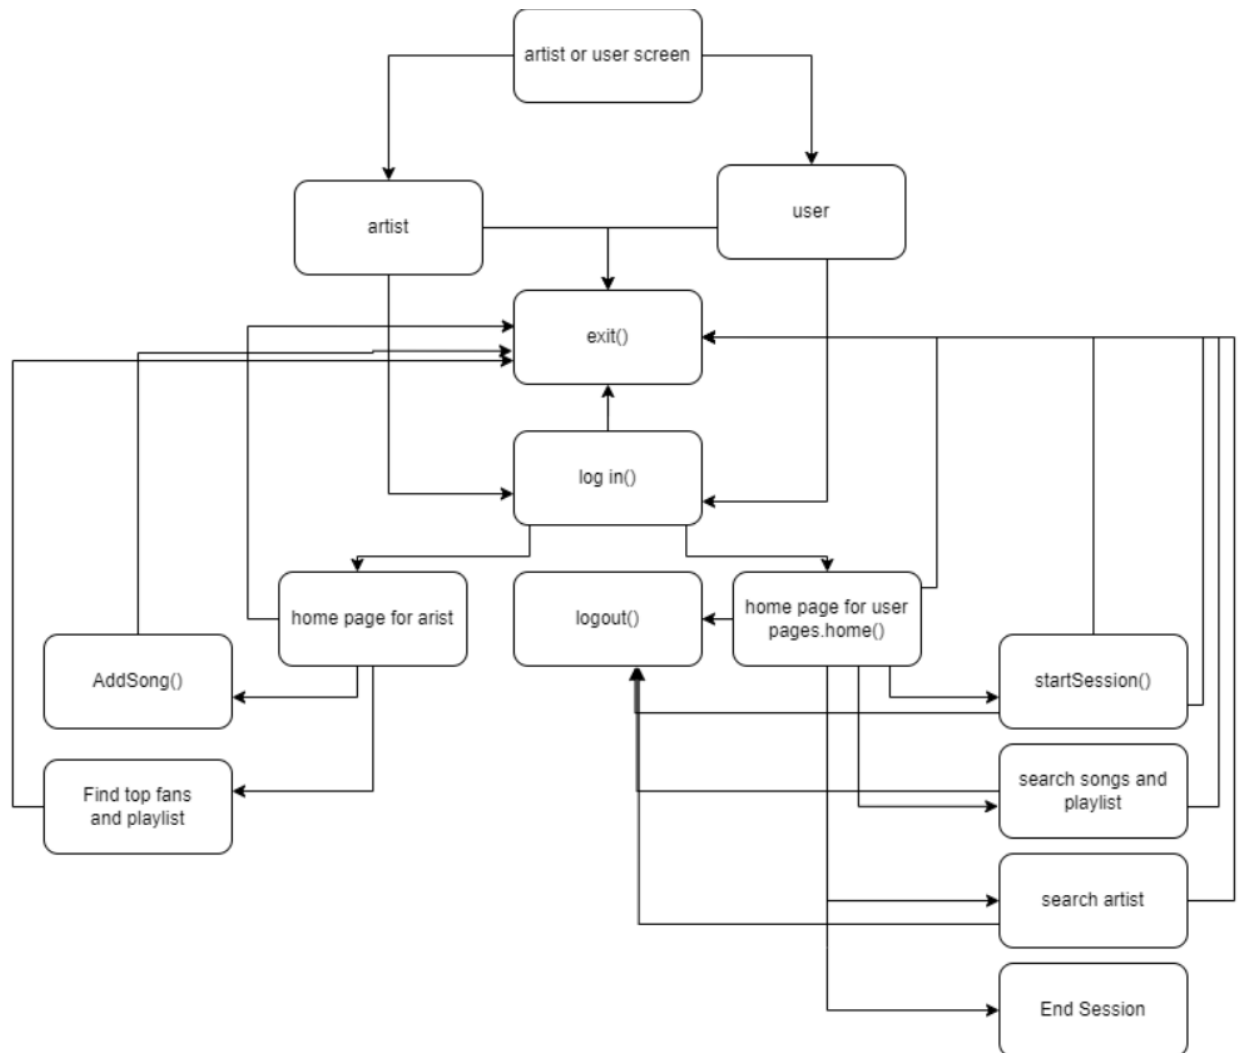 artist or user screen
artist
user
exit()
log in()
home page for arist
logout()
home page for user
pages.home()
AddSong()
startSession()
Find top fans
and playlist
search songs and
playlist
search artist
End Session